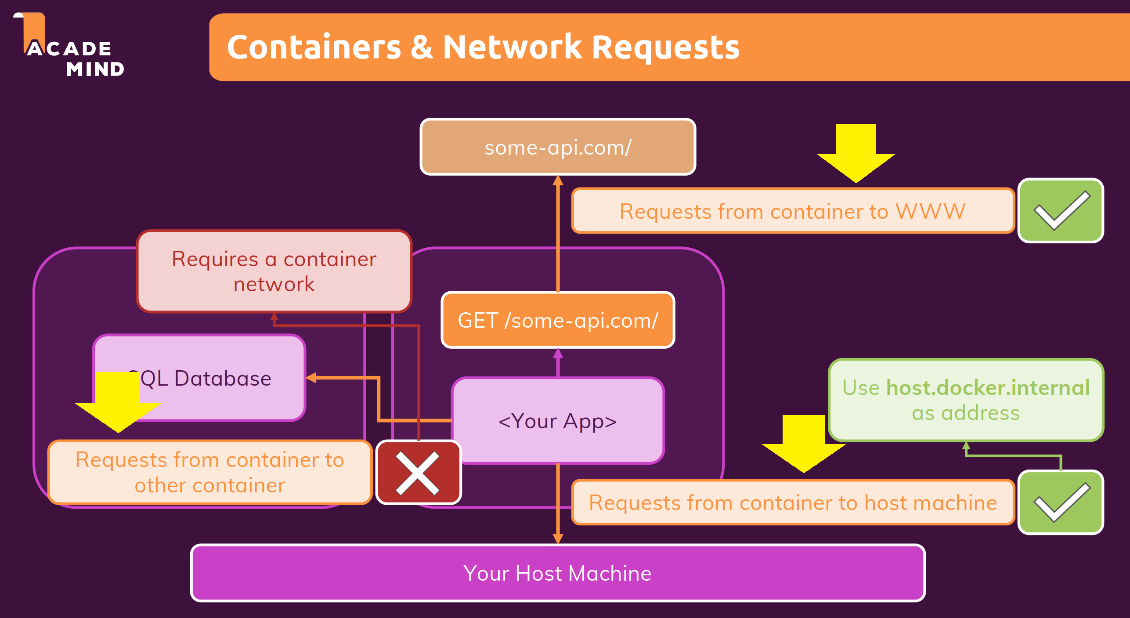 ACADE
MIND
Containers & Network Requests
some-api.com/
Requests from container to WWW
Requires a container
network
GET /some-api.com/
SQL Database
<Your App>
Use host.docker.internal
as address
Requests from container to
other container
Requests from container to host machine
Your Host Machine